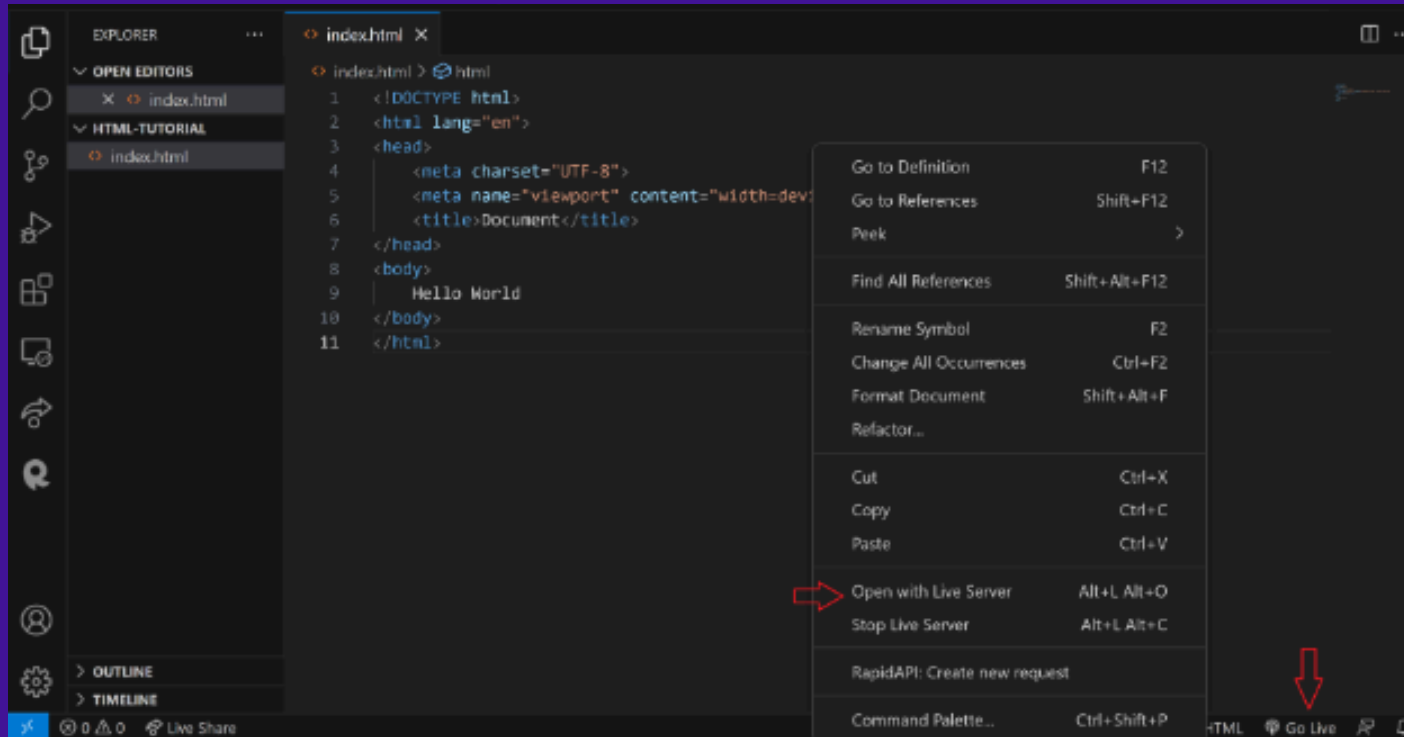 EXPLORER ...
OPEN EDITORS
index.html
HTML-TUTORIAL
index.html
OUTLINE
TIMELINE
index.html
index.html > html
1 <!DOCTYPE html>
2 <html lang="en">
3 <head>
4 <meta charset="UTF-8">
5 <meta name="viewport" content="width=devi
6 <title>Document</title>
7 </head>
8 <body>
9 Hello World
10 </body>
11 </html>
Go to Definition F12
Go to References Shift+F12
Peek
Find All References Shift+Alt+F12
Rename Symbol F2
Change All Occurrences Ctrl+F2
Format Document Shift+Alt+F
Refactor...
Cut Ctrl+X
Copy Ctrl+C
Paste Ctrl+V
Open with Live Server Alt+L Alt+O
Stop Live Server Alt+L Alt+C
RapidAPI: Create new request
Command Palette... Ctrl+Shift+P
0 0 Live Share HTML Go Live